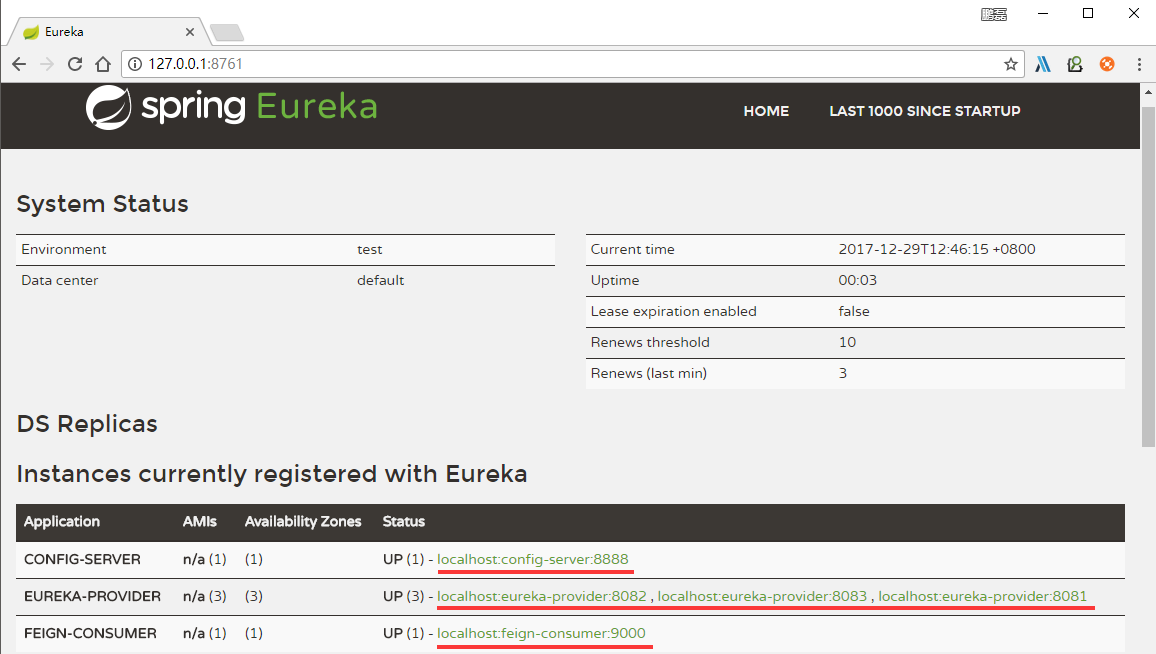 鹏磊
Eureka
127.0.0.1:8761
spring Eureka
HOME LAST 1000 SINCE STARTUP
System Status
Environment test
Data center default
Current time 2017-12-29T12:46:15 +0800
Uptime 00:03
Lease expiration enabled false
Renews threshold 10
Renews (last min) 3
DS Replicas
Instances currently registered with Eureka
Application AMIs Availability Zones Status
CONFIG-SERVER n/a (1) (1) UP (1) - localhost:config-server:8888
EUREKA-PROVIDER n/a (3) (3) UP (3) - localhost:eureka-provider:8082 , localhost:eureka-provider:8083 , localhost:eureka-provider:8081
FEIGN-CONSUMER n/a (1) (1) UP (1) - localhost:feign-consumer:9000